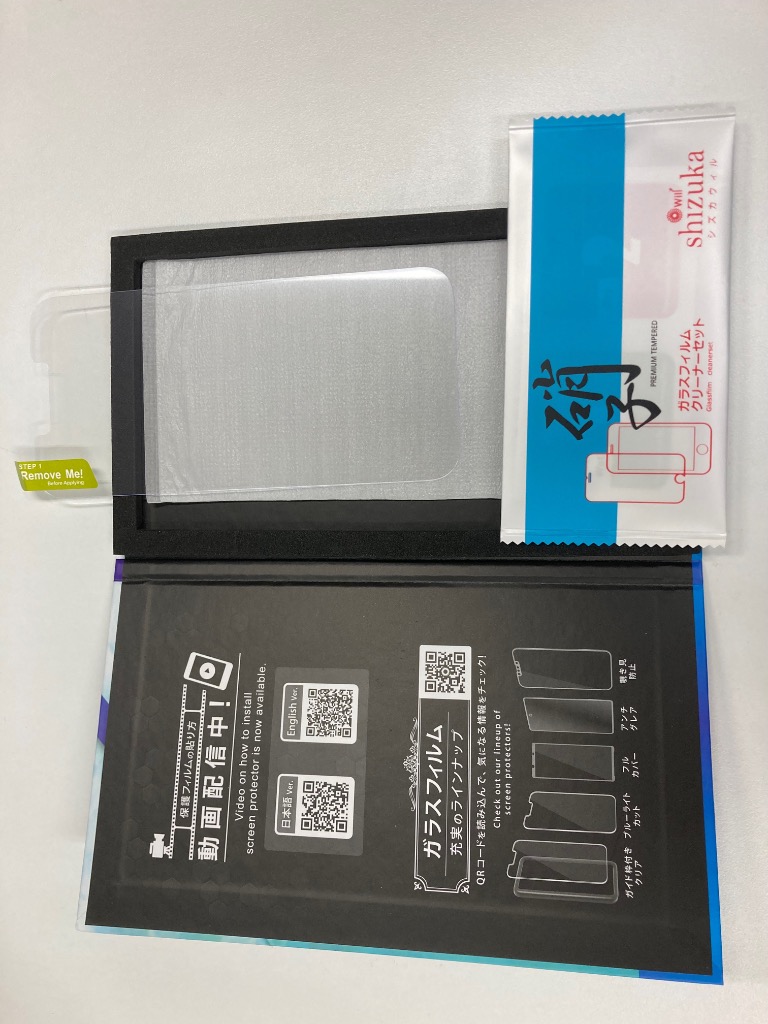 保護フィルムの貼り方
動画配信中!
Video on how to install
screen protector is now available.
日本語 Ver.
English Ver.
ガラスフィルム
充実のラインナップ
QRコードを読み込んで、気になる情報をチェック!
Check out our lineup of
screen protectors!
ガイド枠付き
クリア
ブルーライト
カット
フル
カバー
アンチ
グレア
覗き見
防止
STEP 1
Remove Me!
Before Applying
硝子
PREMIUM TEMPERED
ガラスフィルム
クリーナーセット
Glassfilm cleanerset
shizuka
will
シズカウィル